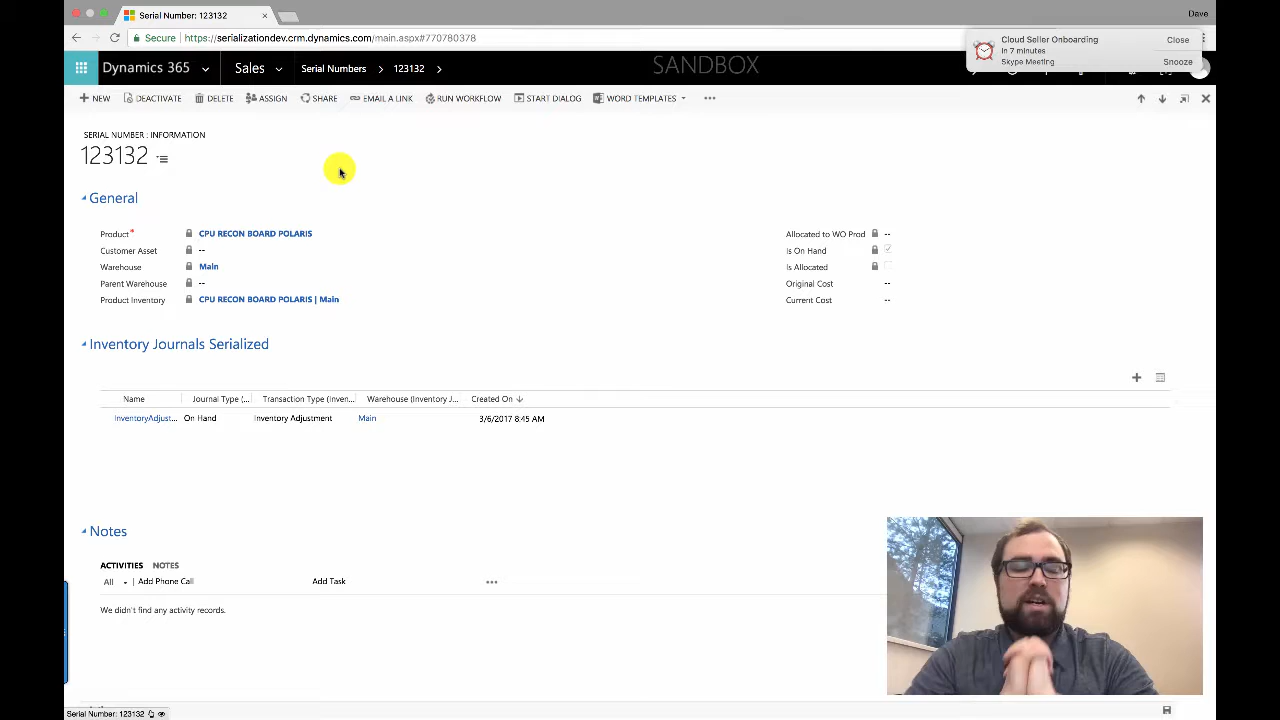 Serial Number: 123132
Dave
Secure
https://serializationdev.crm.dynamics.com/main.aspx#770780378
Cloud Seller Onboarding
in 7 minutes
Skype Meeting
Close
Snooze
Dynamics 365
Sales
Serial Numbers
123132
SANDBOX
NEW
DEACTIVATE
DELETE
ASSIGN
SHARE
EMAIL A LINK
RUN WORKFLOW
START DIALOG
WORD TEMPLATES
SERIAL NUMBER : INFORMATION
123132
General
Product* CPU RECON BOARD POLARIS
Customer Asset --
Warehouse Main
Parent Warehouse --
Product Inventory CPU RECON BOARD POLARIS | Main
Allocated to WO Prod --
Is On Hand
Is Allocated
Original Cost --
Current Cost --
Inventory Journals Serialized
Name Journal Type (... Transaction Type (Inven... Warehouse (Inventory J... Created On
InventoryAdjust... On Hand Inventory Adjustment Main 3/6/2017 8:45 AM
Notes
ACTIVITIES NOTES
All | Add Phone Call Add Task
We didn't find any activity records.
Serial Number: 123132